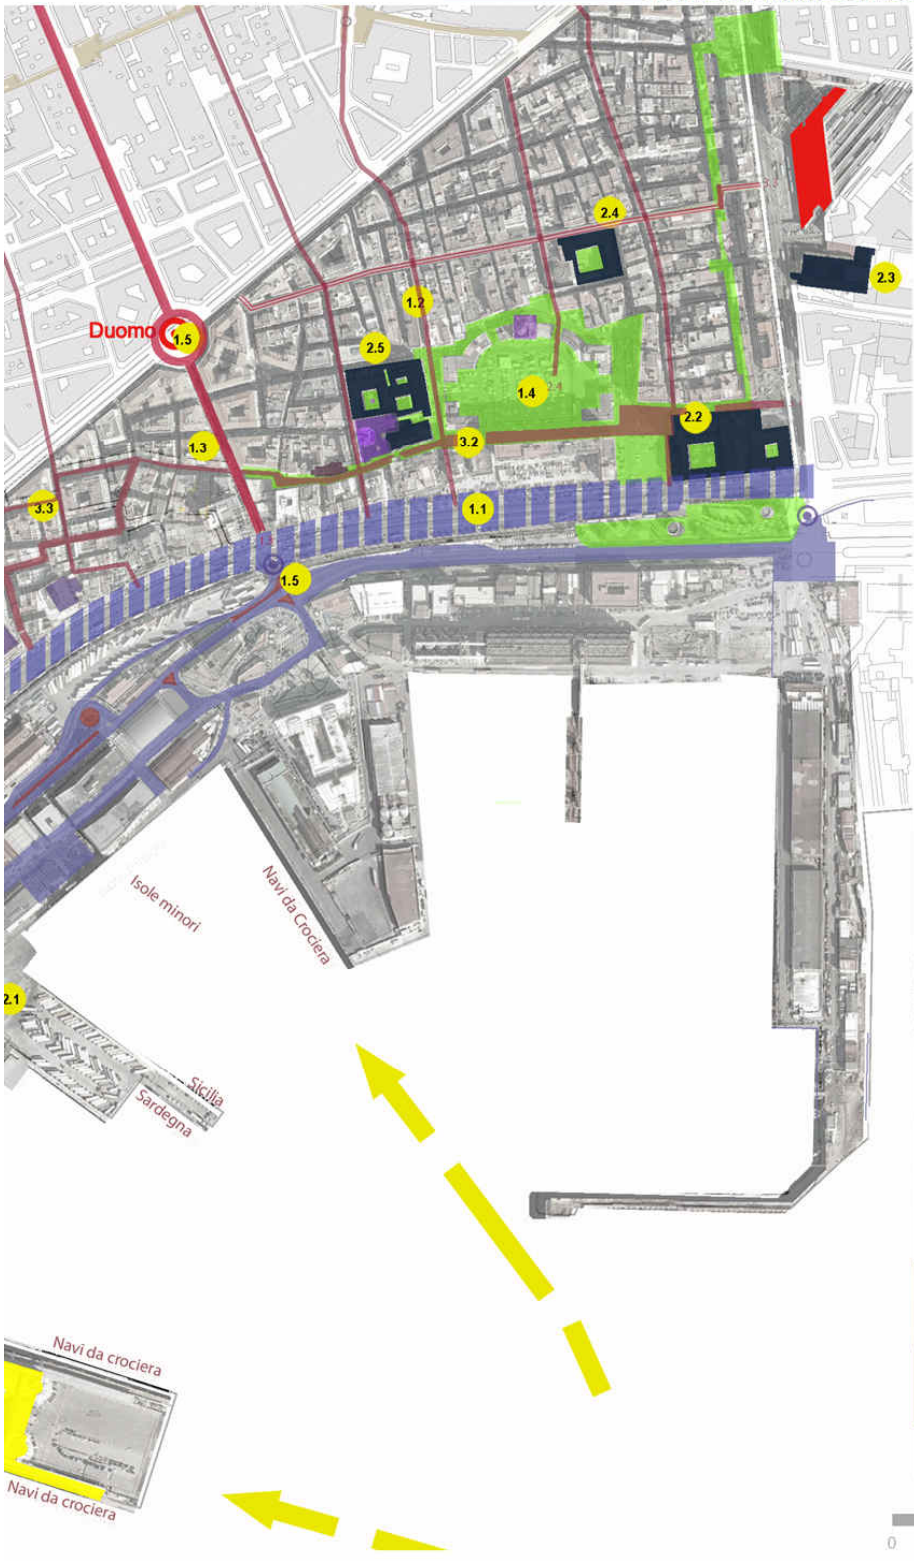 2.4
2.3
1.2
Duomo
1.5
2.5
1.4
2.2
1.3
3.2
3.3
1.1
1.5
Isole minori
Navi da Crociera
2.1
Sicilia
Sardegna
Navi da crociera
Navi da crociera
0